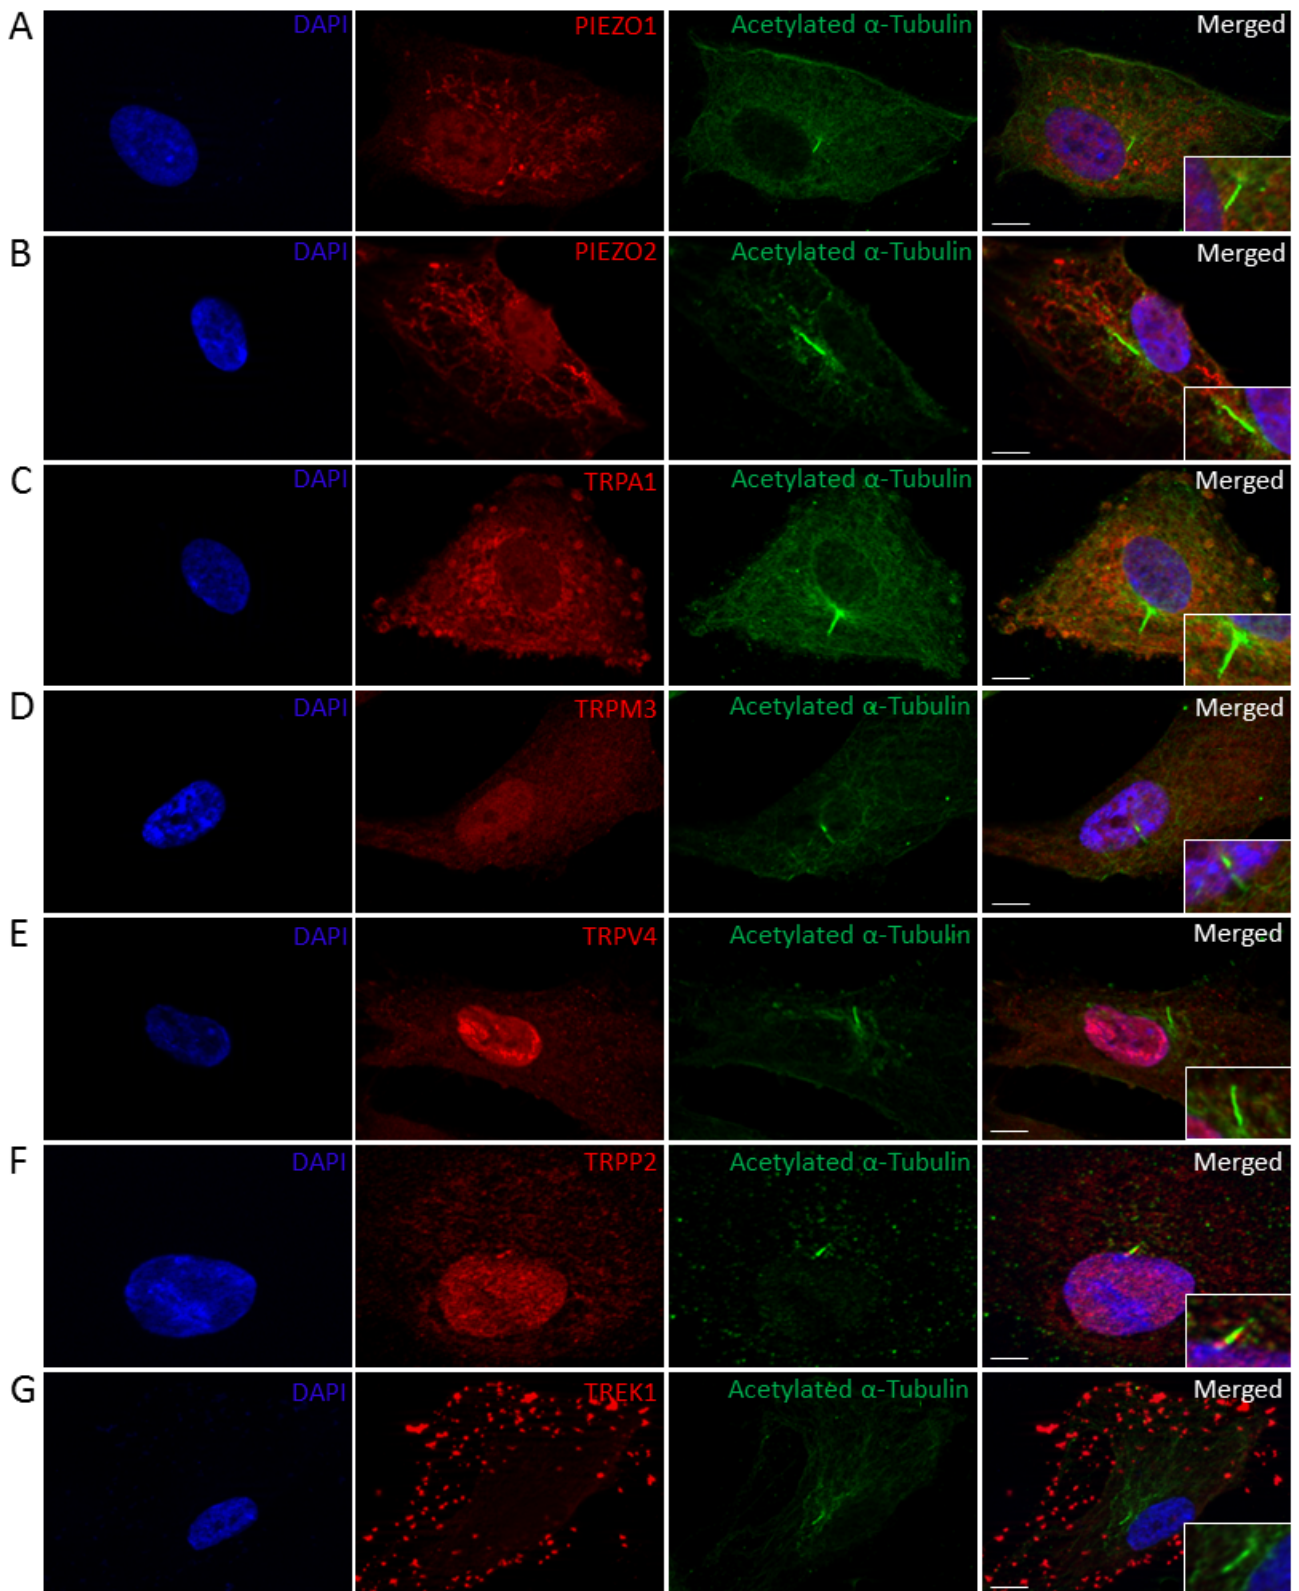 A DAPI PIEZO1 Acetylated α-Tubulin Merged
B DAPI PIEZO2 Acetylated α-Tubulin Merged
C DAPI TRPA1 Acetylated α-Tubulin Merged
D DAPI TRPM3 Acetylated α-Tubulin Merged
E DAPI TRPV4 Acetylated α-Tubulin Merged
F DAPI TRPP2 Acetylated α-Tubulin Merged
G DAPI TREK1 Acetylated α-Tubulin Merged